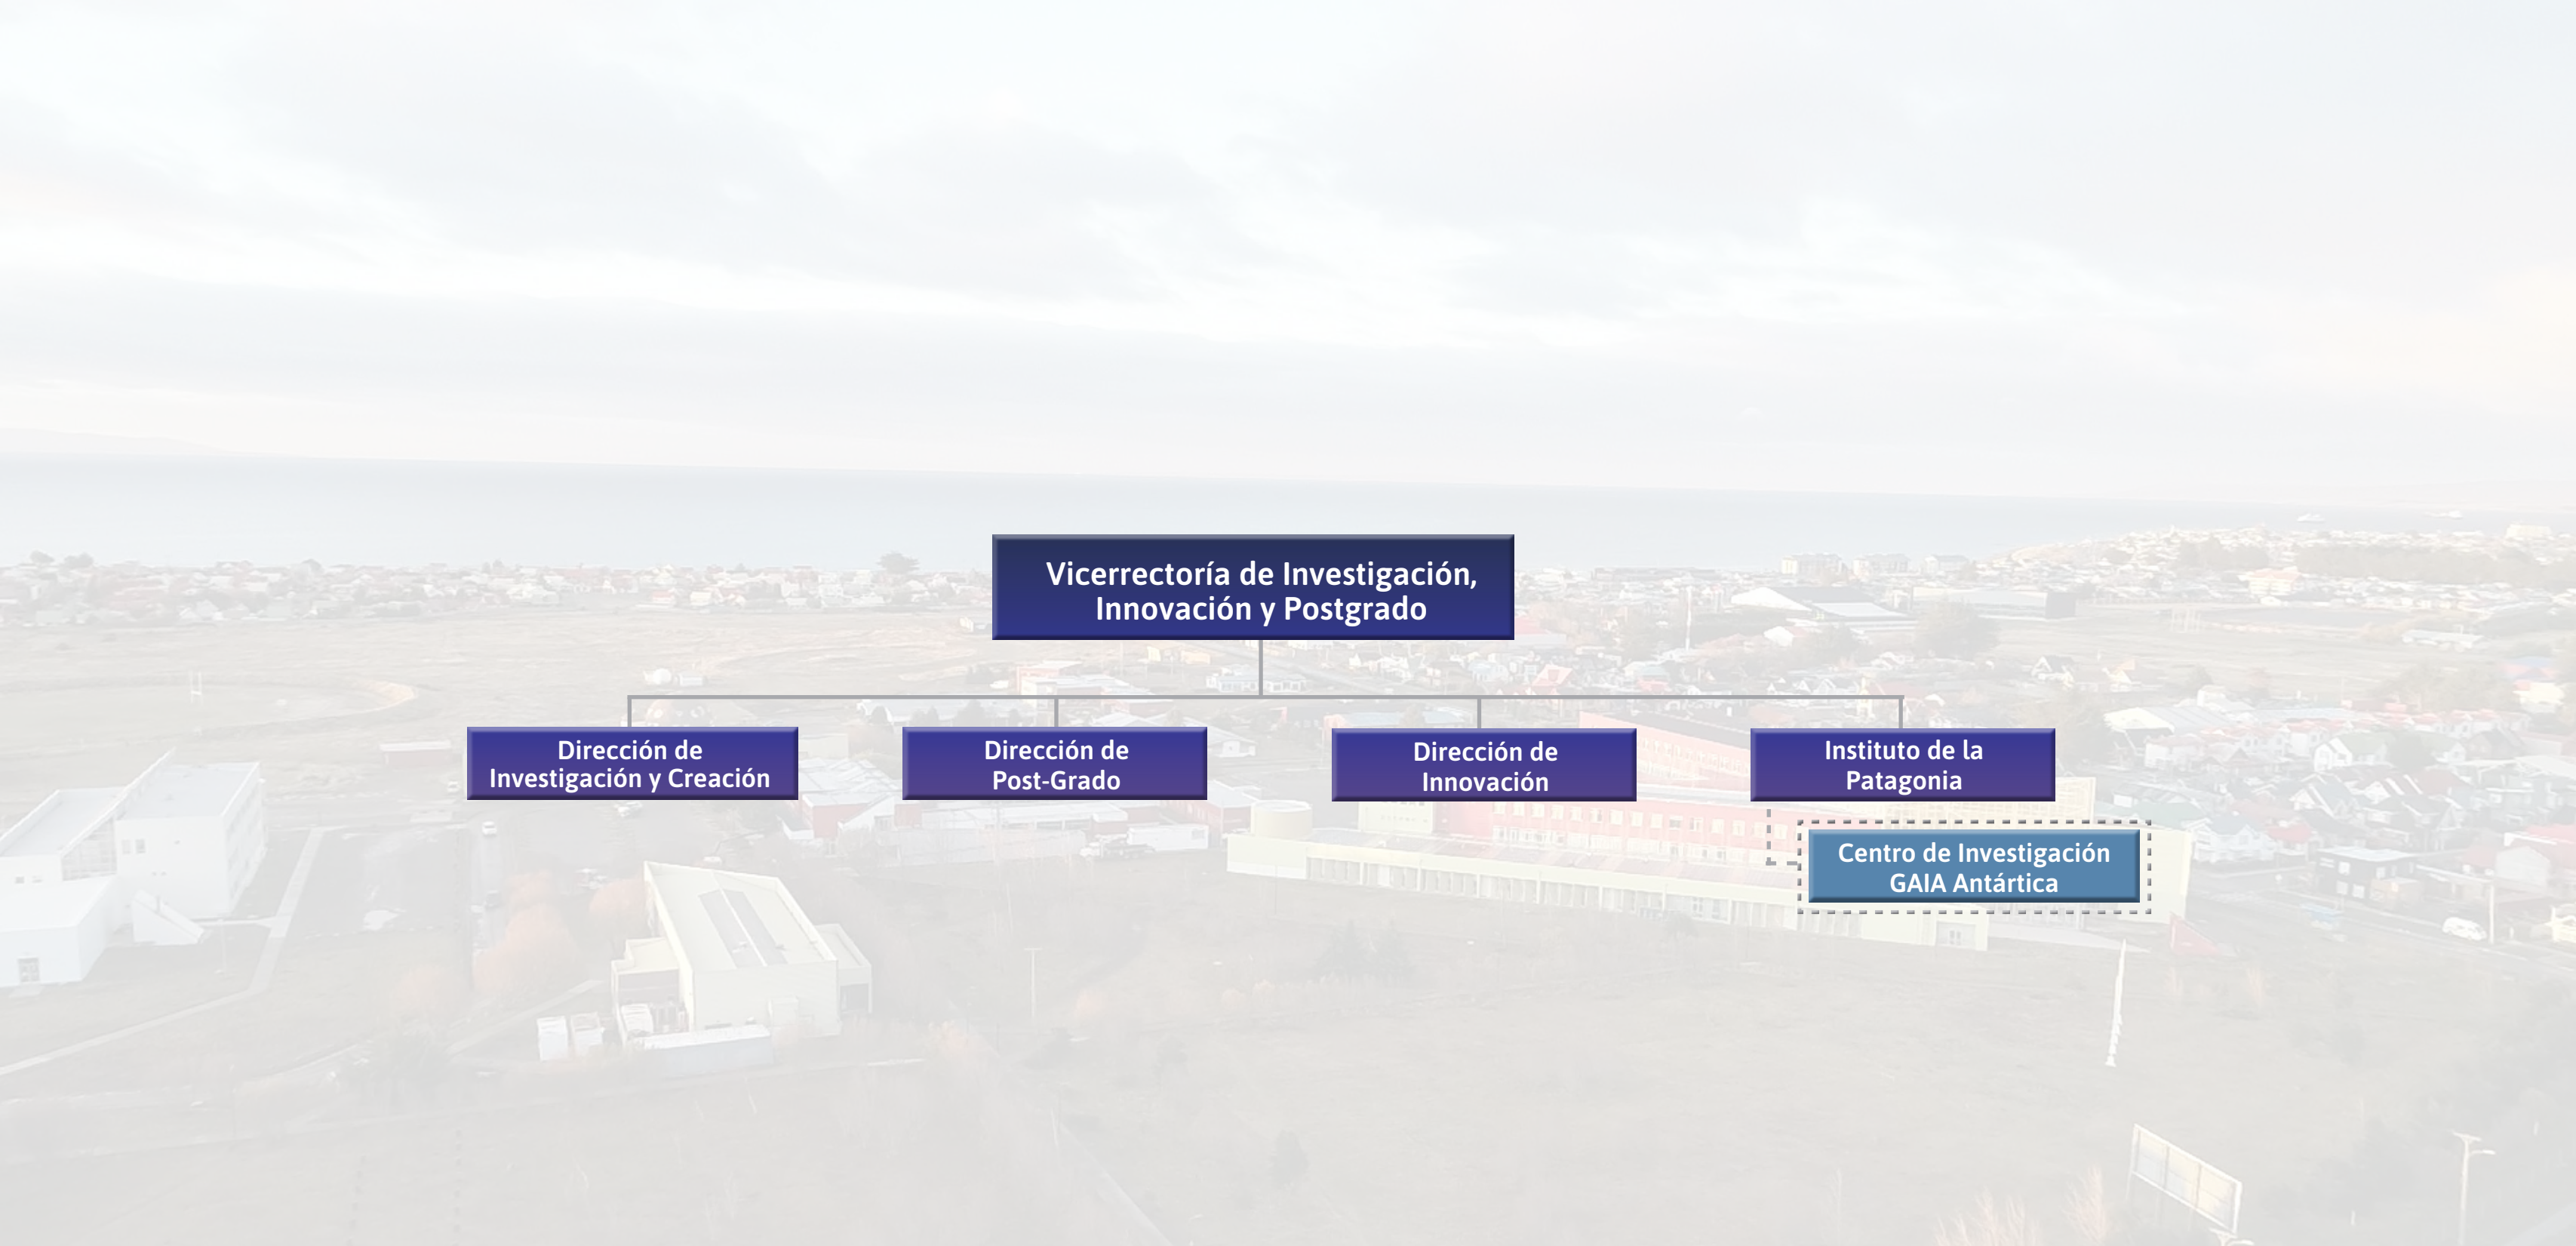 Vicerrectoría de Investigación,
Innovación y Postgrado
Dirección de
Investigación y Creación
Dirección de
Post-Grado
Dirección de
Innovación
Instituto de la
Patagonia
Centro de Investigación
GAIA Antártica